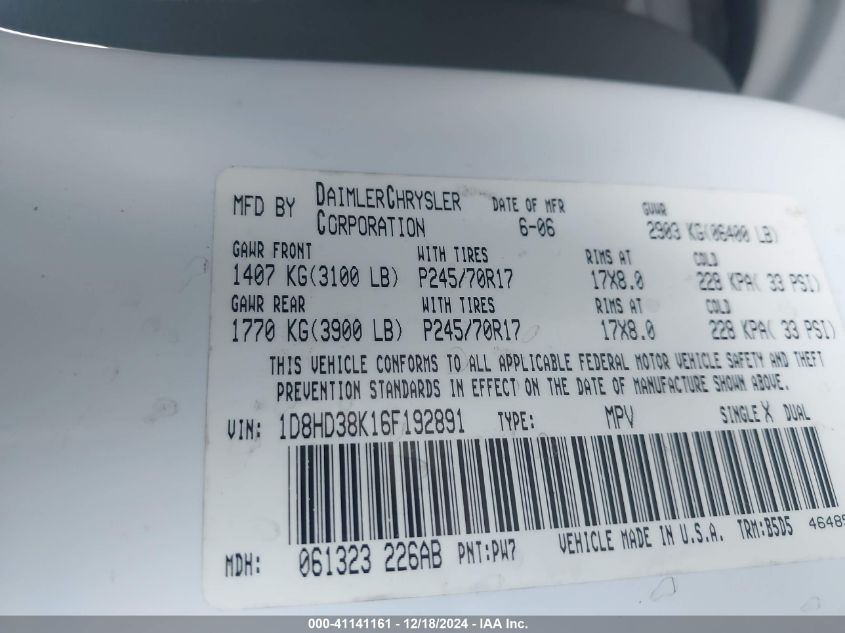 MFD BY DAIMLERCHRYSLER CORPORATION DATE OF MFR 6-06 GVWR 2903 KG(06400 LB)
GAWR FRONT WITH TIRES RIMS AT COLD
1407 KG(3100 LB) P245/70R17 17X8.0 228 KPA( 33 PSI)
GAWR REAR WITH TIRES RIMS AT COLD
1770 KG(3900 LB) P245/70R17 17X8.0 228 KPA( 33 PSI)
THIS VEHICLE CONFORMS TO ALL APPLICABLE FEDERAL MOTOR VEHICLE SAFETY AND THEFT
PREVENTION STANDARDS IN EFFECT ON THE DATE OF MANUFACTURE SHOWN ABOVE.
VIN: 1D8HD38K16F192891 TYPE: MPV SINGLE X DUAL
MDH: 061323 226AB PNT:PW7 VEHICLE MADE IN U.S.A. TRM:B5D5
000-41141161 - 12/18/2024 - IAA Inc.